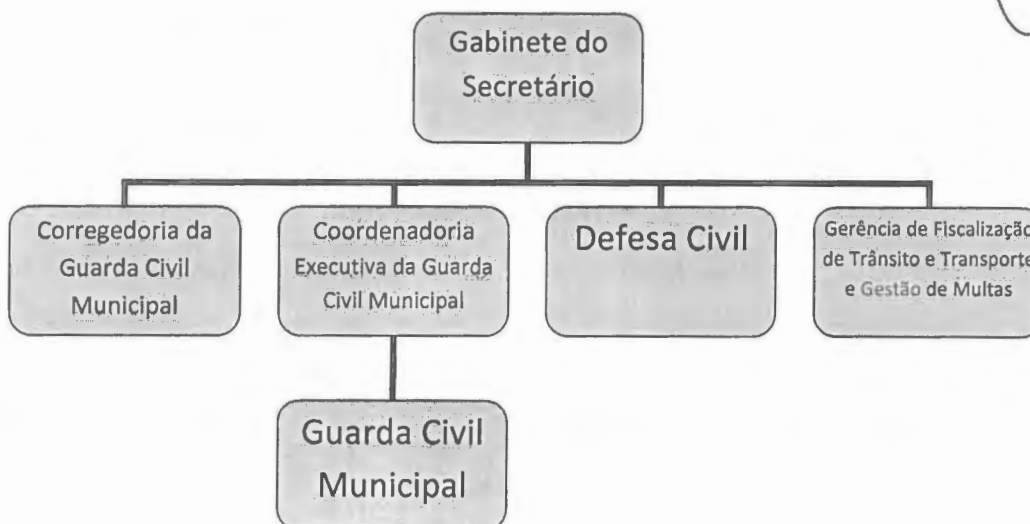 Gabinete do
Secretário
Corregedoria da
Guarda Civil
Municipal
Coordenadoria
Executiva da Guarda
Civil Municipal
Defesa Civil
Gerência de Fiscalização
de Trânsito e Transporte
e Gestão de Multas
Guarda Civil
Municipal